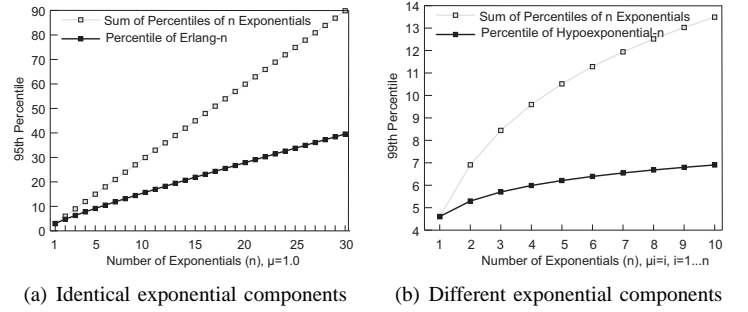 90
80
70
60
50
40
30
20
10
0
95th Percentile
Sum of Percentiles of n Exponentials
Percentile of Erlang-n
1 5 10 15 20 25 30
Number of Exponentials (n), μ=1.0
(a) Identical exponential components
14
13
12
11
10
9
8
7
6
5
4
99th Percentile
Sum of Percentiles of n Exponentials
Percentile of Hypoexponential-n
1 2 3 4 5 6 7 8 9 10
Number of Exponentials (n), μi=i, i=1...n
(b) Different exponential components